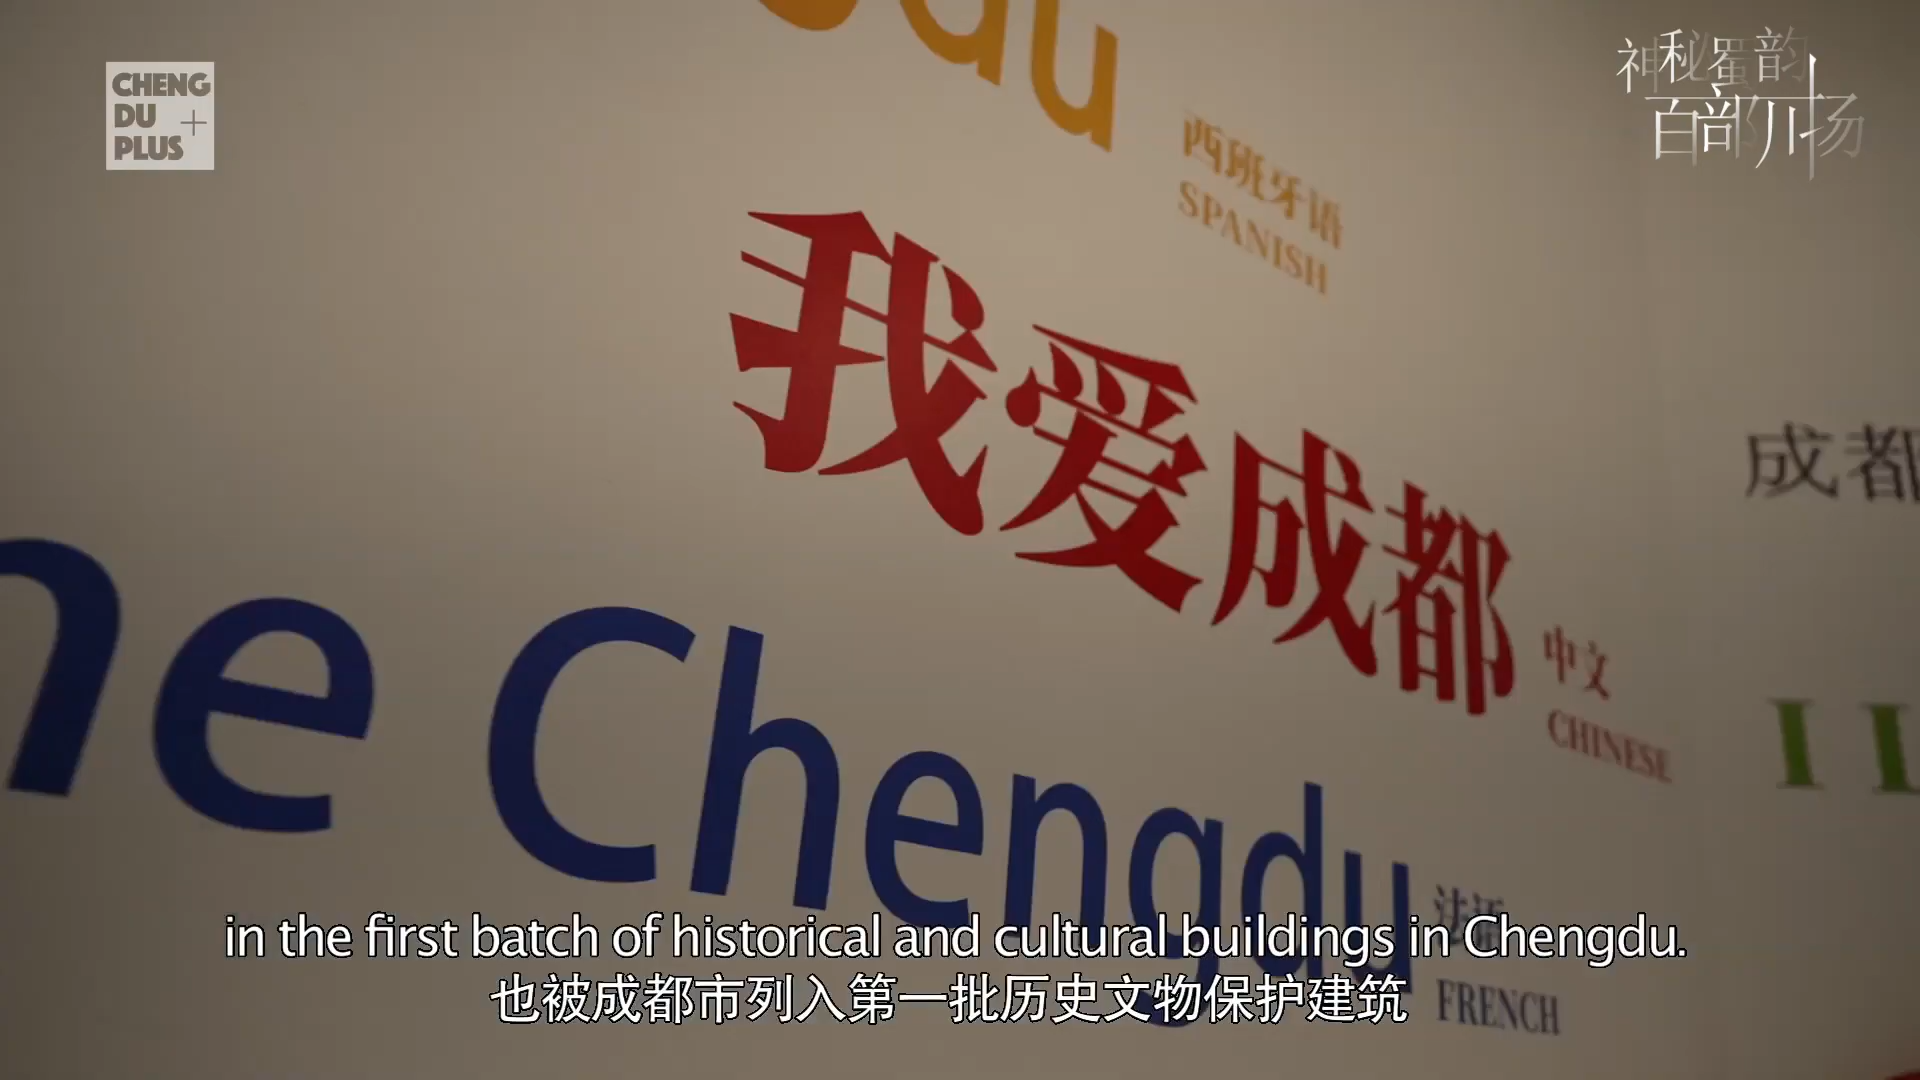 CHENG
DU
PLUS+
神秘蜀韵
百部川扬
du
西班牙语
SPANISH
我爱成都
中文
CHINESE
成都
ne Chengdu
法语
FRENCH
in the first batch of historical and cultural buildings in Chengdu.
也被成都市列入第一批历史文物保护建筑